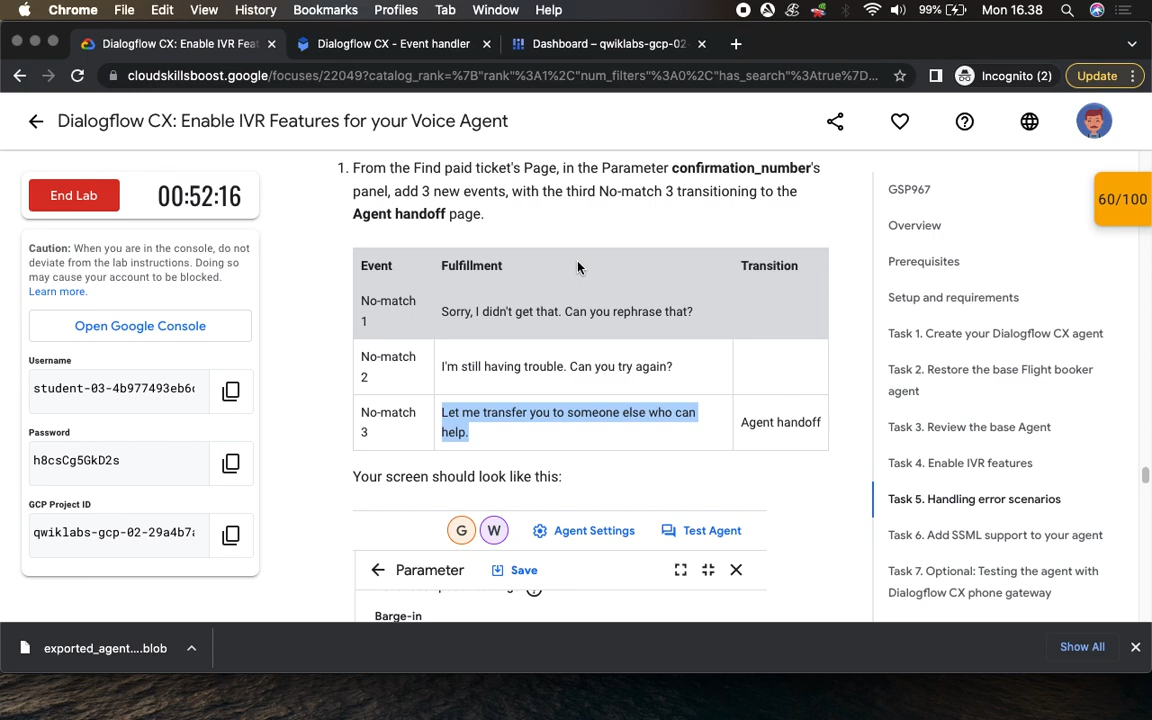 Chrome File Edit View History Bookmarks Profiles Tab Window Help 99% Mon 16.38
Dialogflow CX: Enable IVR Feat
Dialogflow CX - Event handler
Dashboard – qwiklabs-gcp-02
cloudskillsboost.google/focuses/22049?catalog_rank=%7B"rank"%3A1%2C"num_filters"%3A0%2C"has_search"%3Atrue%7D...
Incognito (2)
Update
Dialogflow CX: Enable IVR Features for your Voice Agent
End Lab
00:52:16
Caution: When you are in the console, do not
deviate from the lab instructions. Doing so
may cause your account to be blocked.
Learn more.
Open Google Console
Username
student-03-4b977493eb6
Password
h8csCg5GkD2s
GCP Project ID
qwiklabs-gcp-02-29a4b7
1. From the Find paid ticket's Page, in the Parameter confirmation_number's
panel, add 3 new events, with the third No-match 3 transitioning to the
Agent handoff page.
Event Fulfillment Transition
No-match
1
Sorry, I didn't get that. Can you rephrase that?
No-match
2
I'm still having trouble. Can you try again?
No-match
3
Let me transfer you to someone else who can
help.
Agent handoff
Your screen should look like this:
G W Agent Settings Test Agent
Parameter Save
Barge-in
GSP967
Overview
Prerequisites
Setup and requirements
Task 1. Create your Dialogflow CX agent
Task 2. Restore the base Flight booker
agent
Task 3. Review the base Agent
Task 4. Enable IVR features
Task 5. Handling error scenarios
Task 6. Add SSML support to your agent
Task 7. Optional: Testing the agent with
Dialogflow CX phone gateway
60/100
exported_agent....blob
Show All